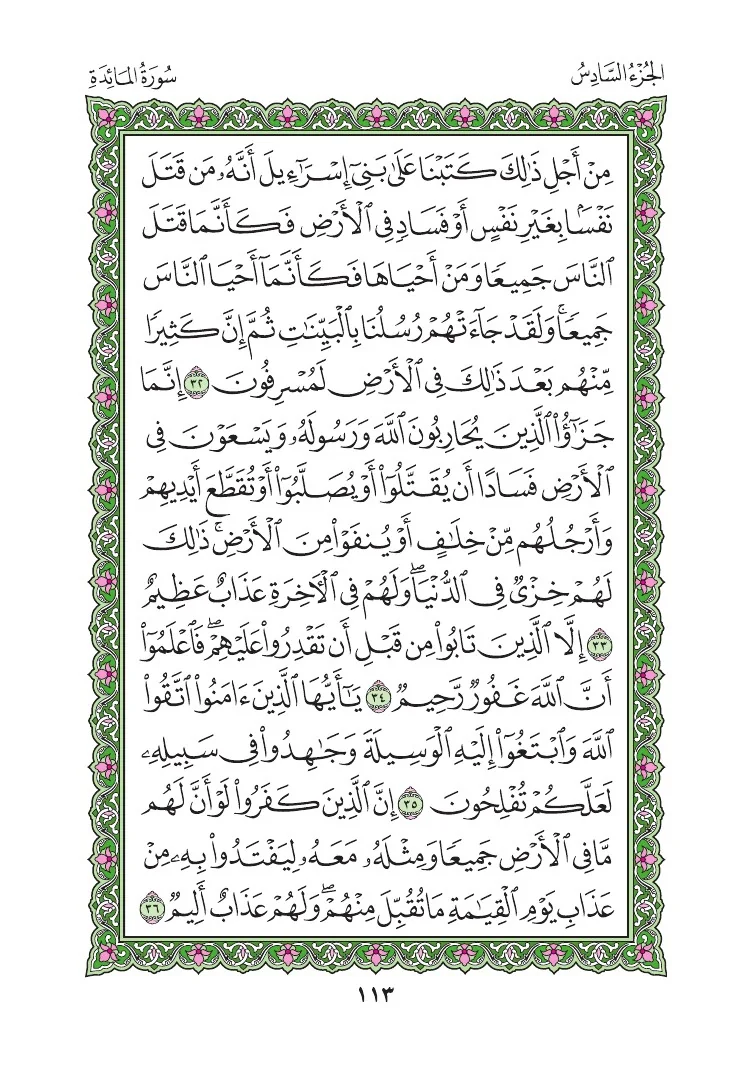 الجُزْءُ السَّادِسُ
سُورَةُ المَائِدَةِ
مِنْ أَجْلِ ذَٰلِكَ كَتَبْنَا عَلَىٰ بَنِىٓ إِسْرَٰٓءِيلَ أَنَّهُۥ مَن قَتَلَ
نَفْسًۢا بِغَيْرِ نَفْسٍ أَوْ فَسَادٍ فِى ٱلْأَرْضِ فَكَأَنَّمَا قَتَلَ
ٱلنَّاسَ جَمِيعًا وَمَنْ أَحْيَاهَا فَكَأَنَّمَآ أَحْيَا ٱلنَّاسَ
جَمِيعًا ۚ وَلَقَدْ جَآءَتْهُمْ رُسُلُنَا بِٱلْبَيِّنَـٰتِ ثُمَّ إِنَّ كَثِيرًا
مِّنْهُم بَعْدَ ذَٰلِكَ فِى ٱلْأَرْضِ لَمُسْرِفُونَ ٣٢ إِنَّمَا
جَزَٰٓؤُا۟ ٱلَّذِينَ يُحَارِبُونَ ٱللَّهَ وَرَسُولَهُۥ وَيَسْعَوْنَ فِى
ٱلْأَرْضِ فَسَادًا أَن يُقَتَّلُوٓا۟ أَوْ يُصَلَّبُوٓا۟ أَوْ تُقَطَّعَ أَيْدِيهِمْ
وَأَرْجُلُهُم مِّنْ خِلَـٰفٍ أَوْ يُنفَوْا۟ مِنَ ٱلْأَرْضِ ۚ ذَٰلِكَ
لَهُمْ خِزْىٌ فِى ٱلدُّنْيَا ۖ وَلَهُمْ فِى ٱلْـَٔاخِرَةِ عَذَابٌ عَظِيمٌ
٣٣ إِلَّا ٱلَّذِينَ تَابُوا۟ مِن قَبْلِ أَن تَقْدِرُوا۟ عَلَيْهِمْ ۖ فَٱعْلَمُوٓا۟
أَنَّ ٱللَّهَ غَفُورٌ رَّحِيمٌ ٣٤ يَـٰٓأَيُّهَا ٱلَّذِينَ ءَامَنُوا۟ ٱتَّقُوا۟
ٱللَّهَ وَٱبْتَغُوٓا۟ إِلَيْهِ ٱلْوَسِيلَةَ وَجَـٰهِدُوا۟ فِى سَبِيلِهِۦ
لَعَلَّكُمْ تُفْلِحُونَ ٣٥ إِنَّ ٱلَّذِينَ كَفَرُوا۟ لَوْ أَنَّ لَهُم
مَّا فِى ٱلْأَرْضِ جَمِيعًا وَمِثْلَهُۥ مَعَهُۥ لِيَفْتَدُوا۟ بِهِۦ مِنْ
عَذَابِ يَوْمِ ٱلْقِيَـٰمَةِ مَا تُقُبِّلَ مِنْهُمْ ۖ وَلَهُمْ عَذَابٌ أَلِيمٌ ٣٦
١١٣